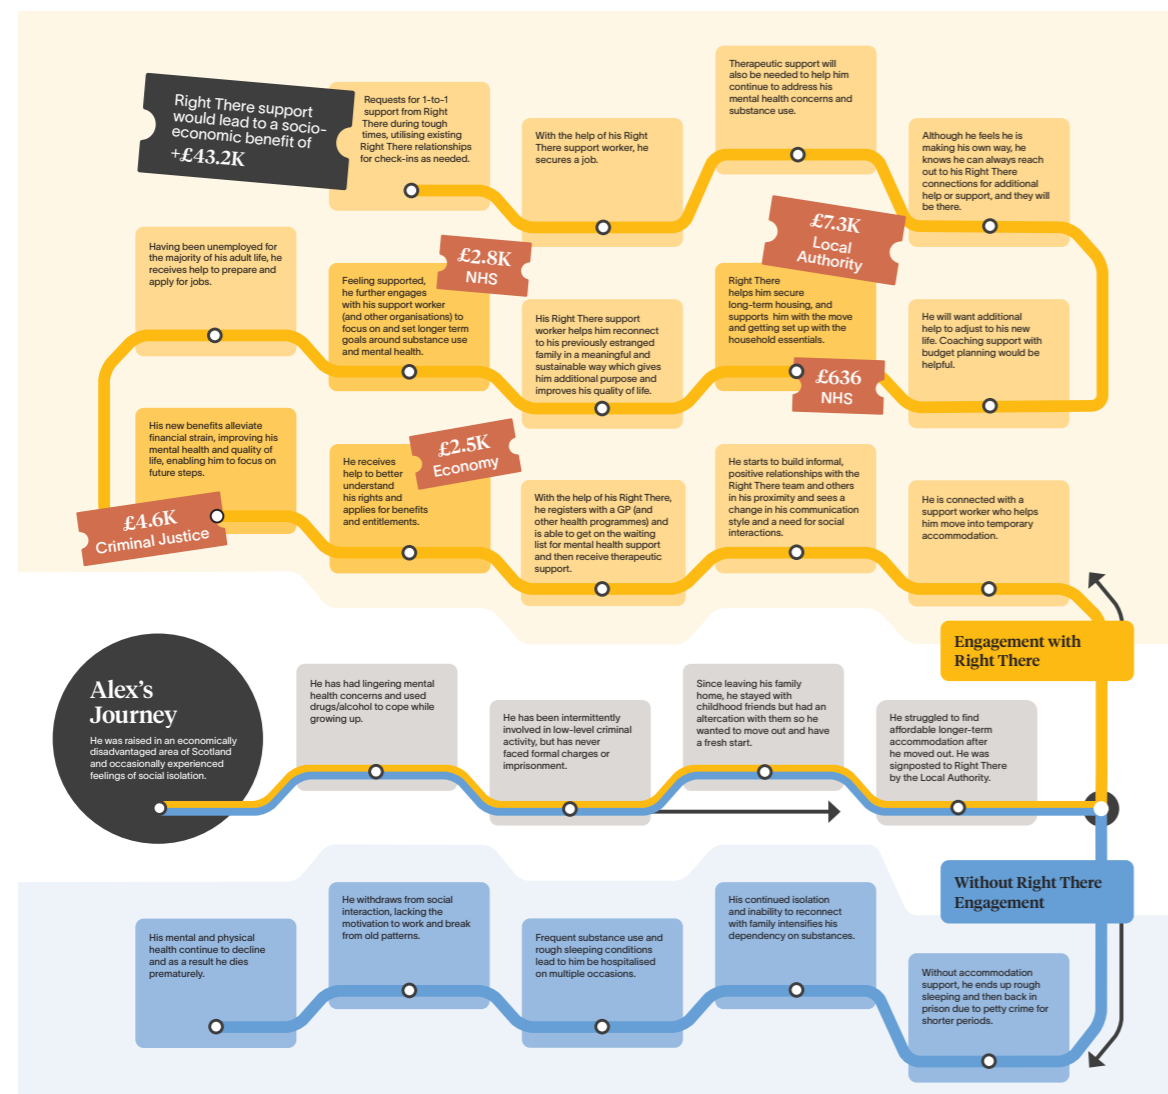 Right There support
would lead to a socio-
economic benefit of
+£43.2K
Requests for 1-to-1
support from Right
There during tough
times, utilising existing
Right There relationships
for check-ins as needed.
With the help of his Right
There support worker, he
secures a job.
Therapeutic support will
also be needed to help him
continue to address his
mental health concerns and
substance use.
Although he feels he is
making his own way, he
knows he can always reach
out to his Right There
connections for additional
help or support, and they will
be there.
Having been unemployed for
the majority of his adult life, he
receives help to prepare and
apply for jobs.
Feeling supported,
he further engages
with his support worker
(and other organisations) to
focus on and set longer term
goals around substance use
and mental health.
£2.8K
NHS
His Right There support
worker helps him reconnect
to his previously estranged
family in a meaningful and
sustainable way which gives
him additional purpose and
improves his quality of life.
£7.3K
Local
Authority
Right There
helps him secure
long-term housing, and
supports him with the move
and getting set up with the
household essentials.
£636
NHS
He will want additional
help to adjust to his new
life. Coaching support with
budget planning would be
helpful.
His new benefits alleviate
financial strain, improving his
mental health and quality of
life, enabling him to focus on
future steps.
£4.6K
Criminal Justice
He receives
help to better
understand
his rights and
applies for benefits
and entitlements.
£2.5K
Economy
With the help of his Right There,
he registers with a GP (and
other health programmes) and
is able to get on the waiting
list for mental health support
and then receive therapeutic
support.
He starts to build informal,
positive relationships with the
Right There team and others
in his proximity and sees a
change in his communication
style and a need for social
interactions.
He is connected with a
support worker who helps
him move into temporary
accommodation.
Engagement with
Right There
Alex's
Journey
He was raised in an economically
disadvantaged area of Scotland
and occasionally experienced
feelings of social isolation.
He has had lingering mental
health concerns and used
drugs/alcohol to cope while
growing up.
He has been intermittently
involved in low-level criminal
activity, but has never
faced formal charges or
imprisonment.
Since leaving his family
home, he stayed with
childhood friends but had an
altercation with them so he
wanted to move out and have
a fresh start.
He struggled to find
affordable longer-term
accommodation after
he moved out. He was
signposted to Right There
by the Local Authority.
Without Right There
Engagement
His mental and physical
health continue to decline
and as a result he dies
prematurely.
He withdraws from social
interaction, lacking the
motivation to work and break
from old patterns.
Frequent substance use and
rough sleeping conditions
lead to him be hospitalised
on multiple occasions.
His continued isolation
and inability to reconnect
with family intensifies his
dependency on substances.
Without accommodation
support, he ends up rough
sleeping and then back in
prison due to petty crime for
shorter periods.